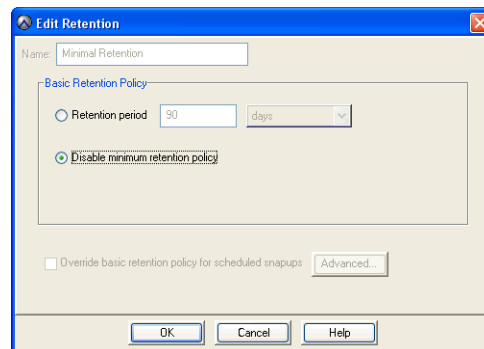 Edit Retention
Name: Minimal Retention
Basic Retention Policy
Retention period 90 days
Disable minimum retention policy
Override basic retention policy for scheduled snapups Advanced...
OK Cancel Help